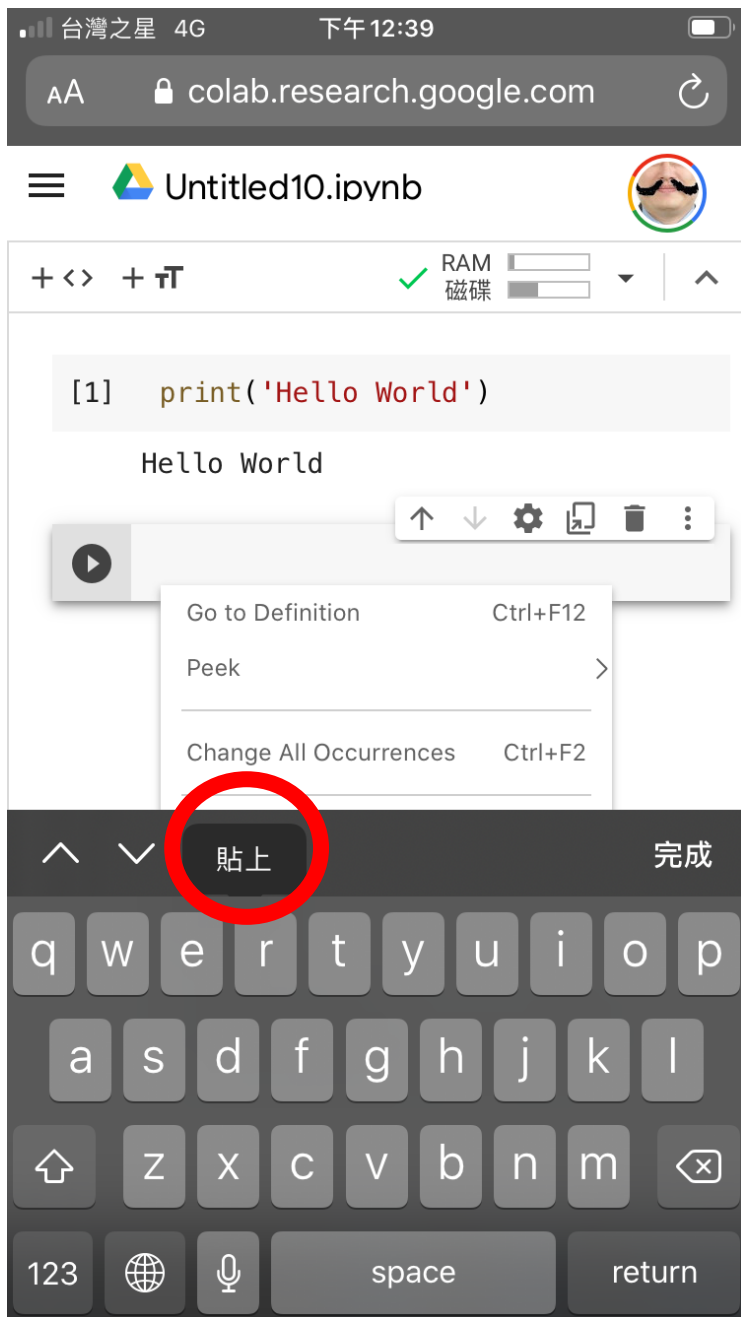 台灣之星 4G 下午12:39
AA colab.research.google.com
Untitled10.ipynb
+<> +TT RAM
磁碟
[1] print('Hello World')
Hello World
Go to Definition Ctrl+F12
Peek
Change All Occurrences Ctrl+F2
貼上 完成
q w e r t y u i o p
a s d f g h j k l
z x c v b n m
123 space return